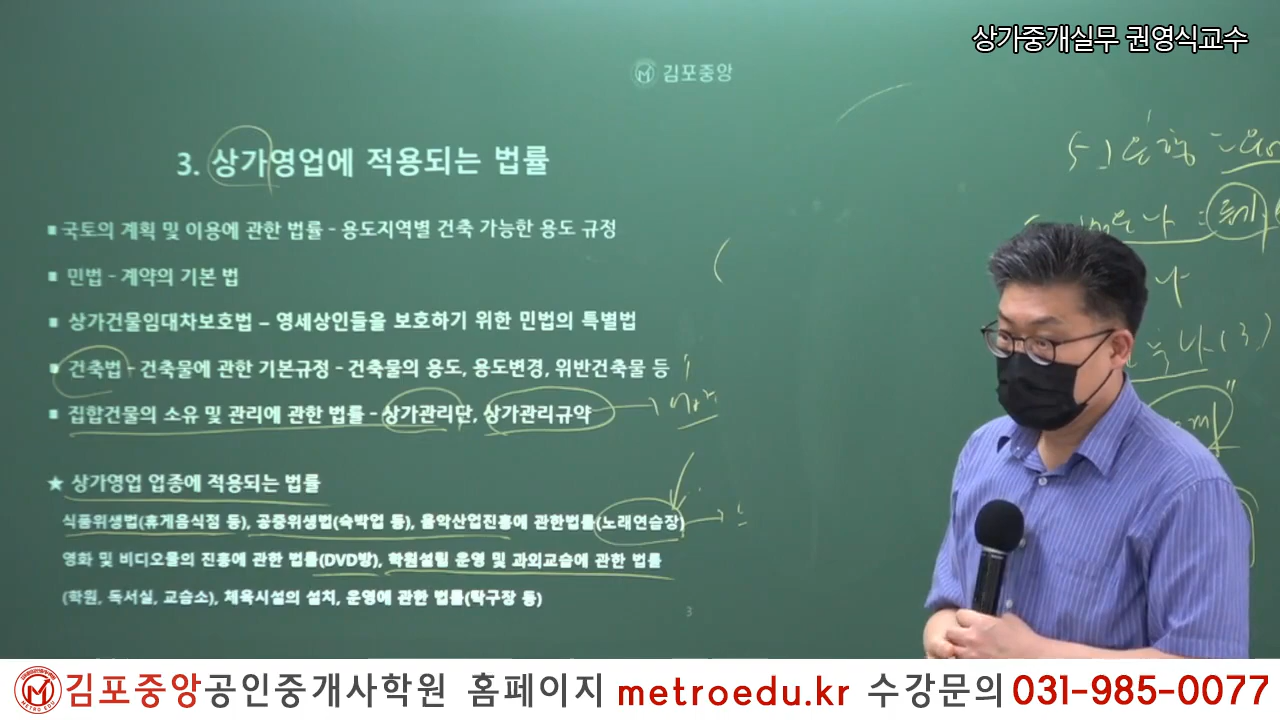 상가중개실무 권영식교수
김포중앙
3. 상가영업에 적용되는 법률
■ 국토의 계획 및 이용에 관한 법률 - 용도지역별 건축 가능한 용도 규정
■ 민법 - 계약의 기본 법
■ 상가건물임대차보호법 – 영세상인들을 보호하기 위한 민법의 특별법
■ 건축법 - 건축물에 관한 기본규정 - 건축물의 용도, 용도변경, 위반건축물 등
■ 집합건물의 소유 및 관리에 관한 법률 - 상가관리단, 상가관리규약
★ 상가영업 업종에 적용되는 법률
식품위생법(휴게음식점 등), 공중위생법(숙박업 등), 음악산업진흥에 관한법률(노래연습장)
영화 및 비디오물의 진흥에 관한 법률(DVD방), 학원설립 운영 및 과외교습에 관한 법률
(학원, 독서실, 교습소), 체육시설의 설치, 운영에 관한 법률(탁구장 등)
3
김포중앙공인중개사학원 홈페이지 metroedu.kr 수강문의 031-985-0077